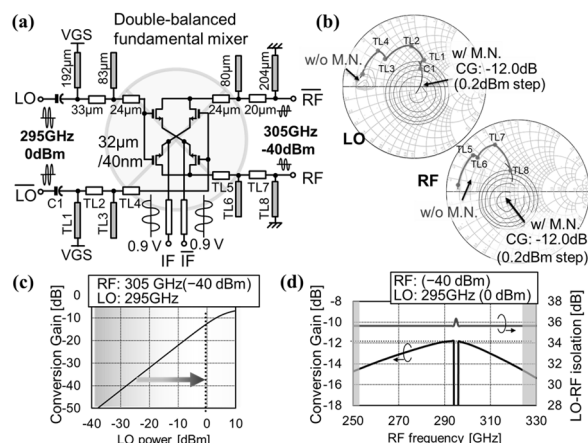 (a)
Double-balanced
fundamental mixer
VGS
192μm
83μm
90μm
204μm
LO
33μm
24μm
24μm
20μm
RF
295GHz
0dBm
32μm
/40nm
305GHz
-40dBm
LO
C1
TL1
TL2
TL3
TL4
TL5
TL6
TL7
TL8
RF
VGS
0.9 V
0.9 V
IF
IF
(b)
TL4
TL2
TL1
TL3
C1
w/o M.N.
w/ M.N.
CG: -12.0dB
(0.2dBm step)
LO
RF
TL5
TL6
TL7
TL8
w/o M.N.
w/ M.N.
CG: -12.0dB
(0.2dBm step)
(c)
RF: 305 GHz(−40 dBm)
LO: 295GHz
Conversion Gain [dB]
0
-10
-20
-30
-40
-50
-40
-30
-20
-10
0
10
LO power [dBm]
(d)
RF: (−40 dBm)
LO: 295GHz (0 dBm)
Conversion Gain [dB]
-8
-10
-12
-14
-16
-18
250
270
290
310
330
RF frequency [GHz]
38
36
34
32
30
28
LO-RF isolation [dB]